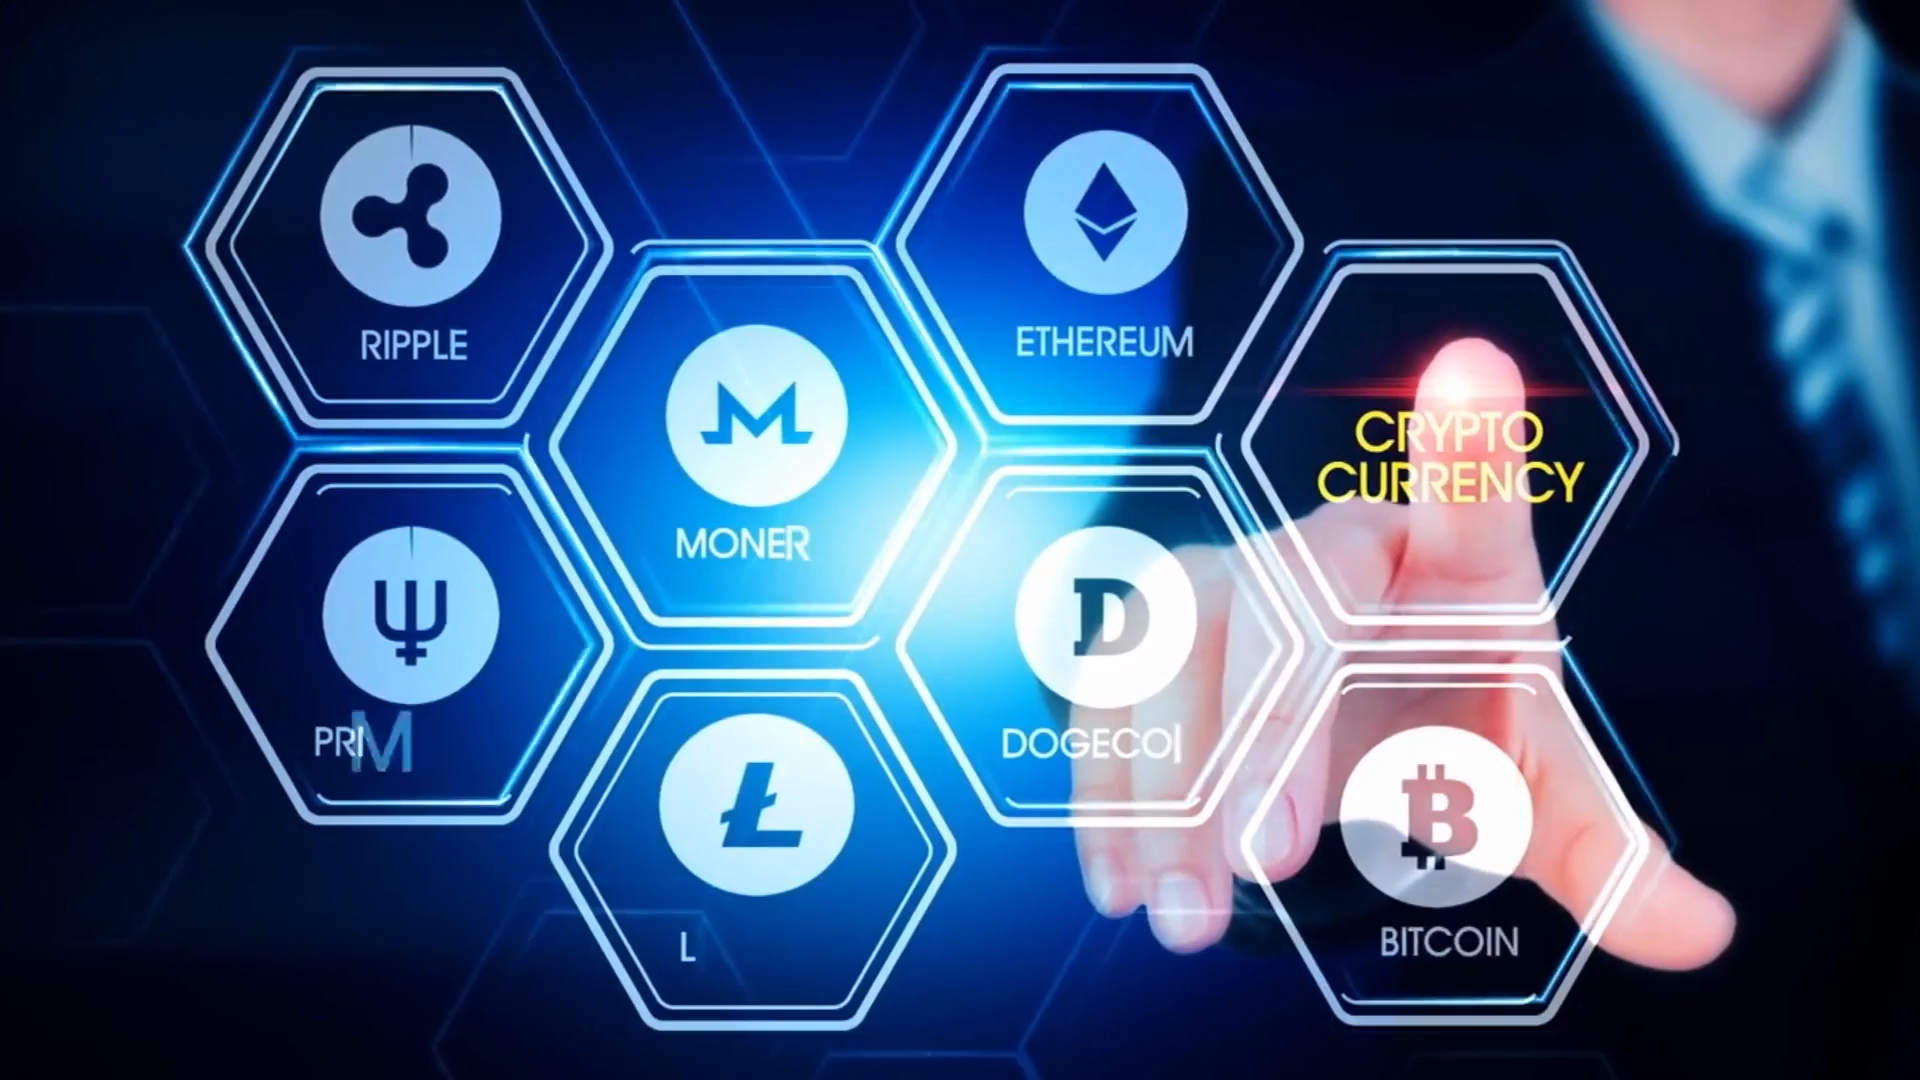 RIPPLE
ETHEREUM
CRYPTO
CURRENCY
MONER
PRIM
DOGECOI
L
BITCOIN